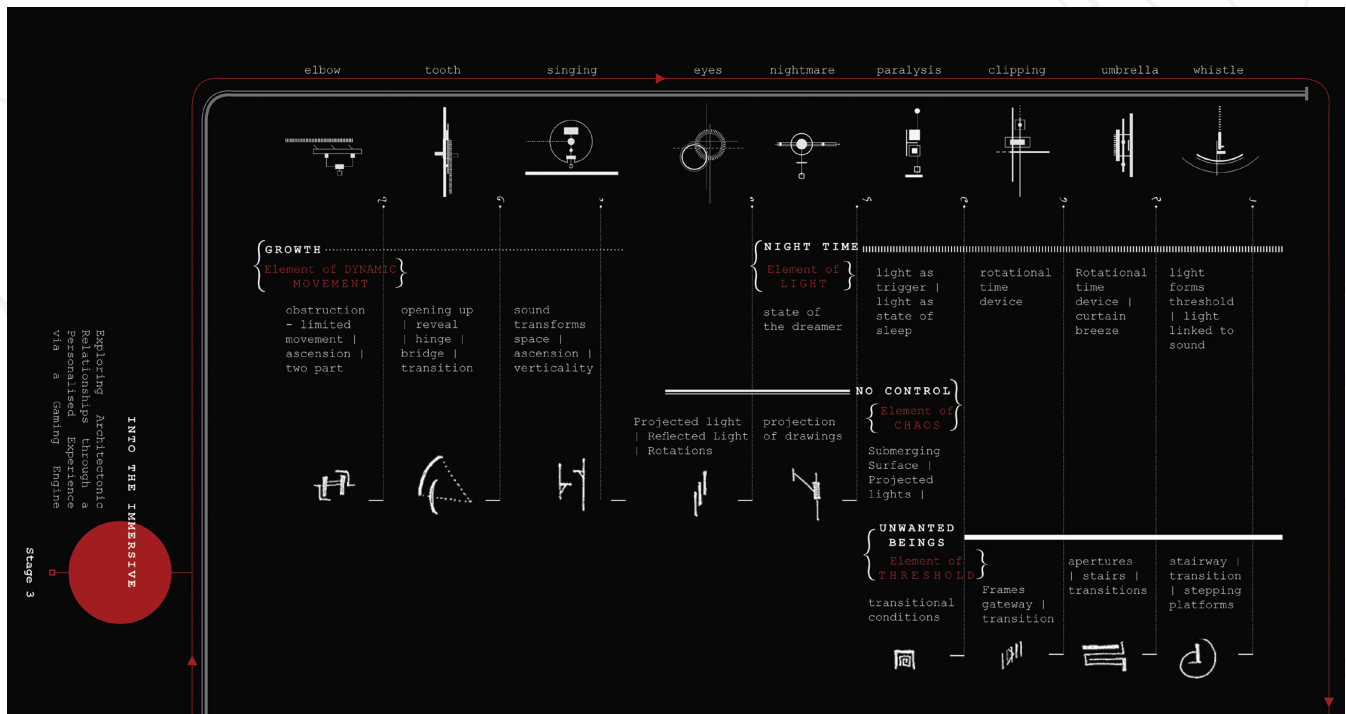 elbow tooth singing eyes nightmare paralysis clipping umbrella whistle
GROWTH
Element of DYNAMIC
MOVEMENT
obstruction
- limited
movement |
ascension |
two part
opening up
| reveal
| hinge |
bridge |
transition
sound
transforms
space |
ascension |
verticality
NIGHT TIME
Element of
LIGHT
state of
the dreamer
light as
trigger |
light as
state of
sleep
rotational
time
device
Rotational
time
device |
curtain
breeze
light
forms
threshold
| light
linked to
sound
NO CONTROL
Element of
CHAOS
Projected light
| Reflected Light
| Rotations
projection
of drawings
Submerging
Surface |
Projected
lights |
UNWANTED
BEINGS
Element of
THRESHOLD
transitional
conditions
Frames
gateway |
transition
apertures
| stairs |
transitions
stairway |
transition
| stepping
platforms
INTO THE IMMERSIVE
Exploring Architectonic
Relationships through a
Personalised Experience
via a Gaming Engine
Stage 3